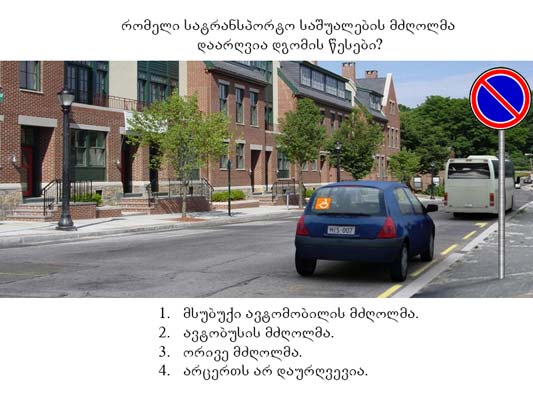 რომელი სატრანსპორტო საშუალების მძღოლმა
დაარღვია დგომის წესები?
M/S 007
1. მსუბუქი ავტომობილის მძღოლმა.
2. ავტობუსის მძღოლმა.
3. ორივე მძღოლმა.
4. არცერთს არ დაურღვევია.